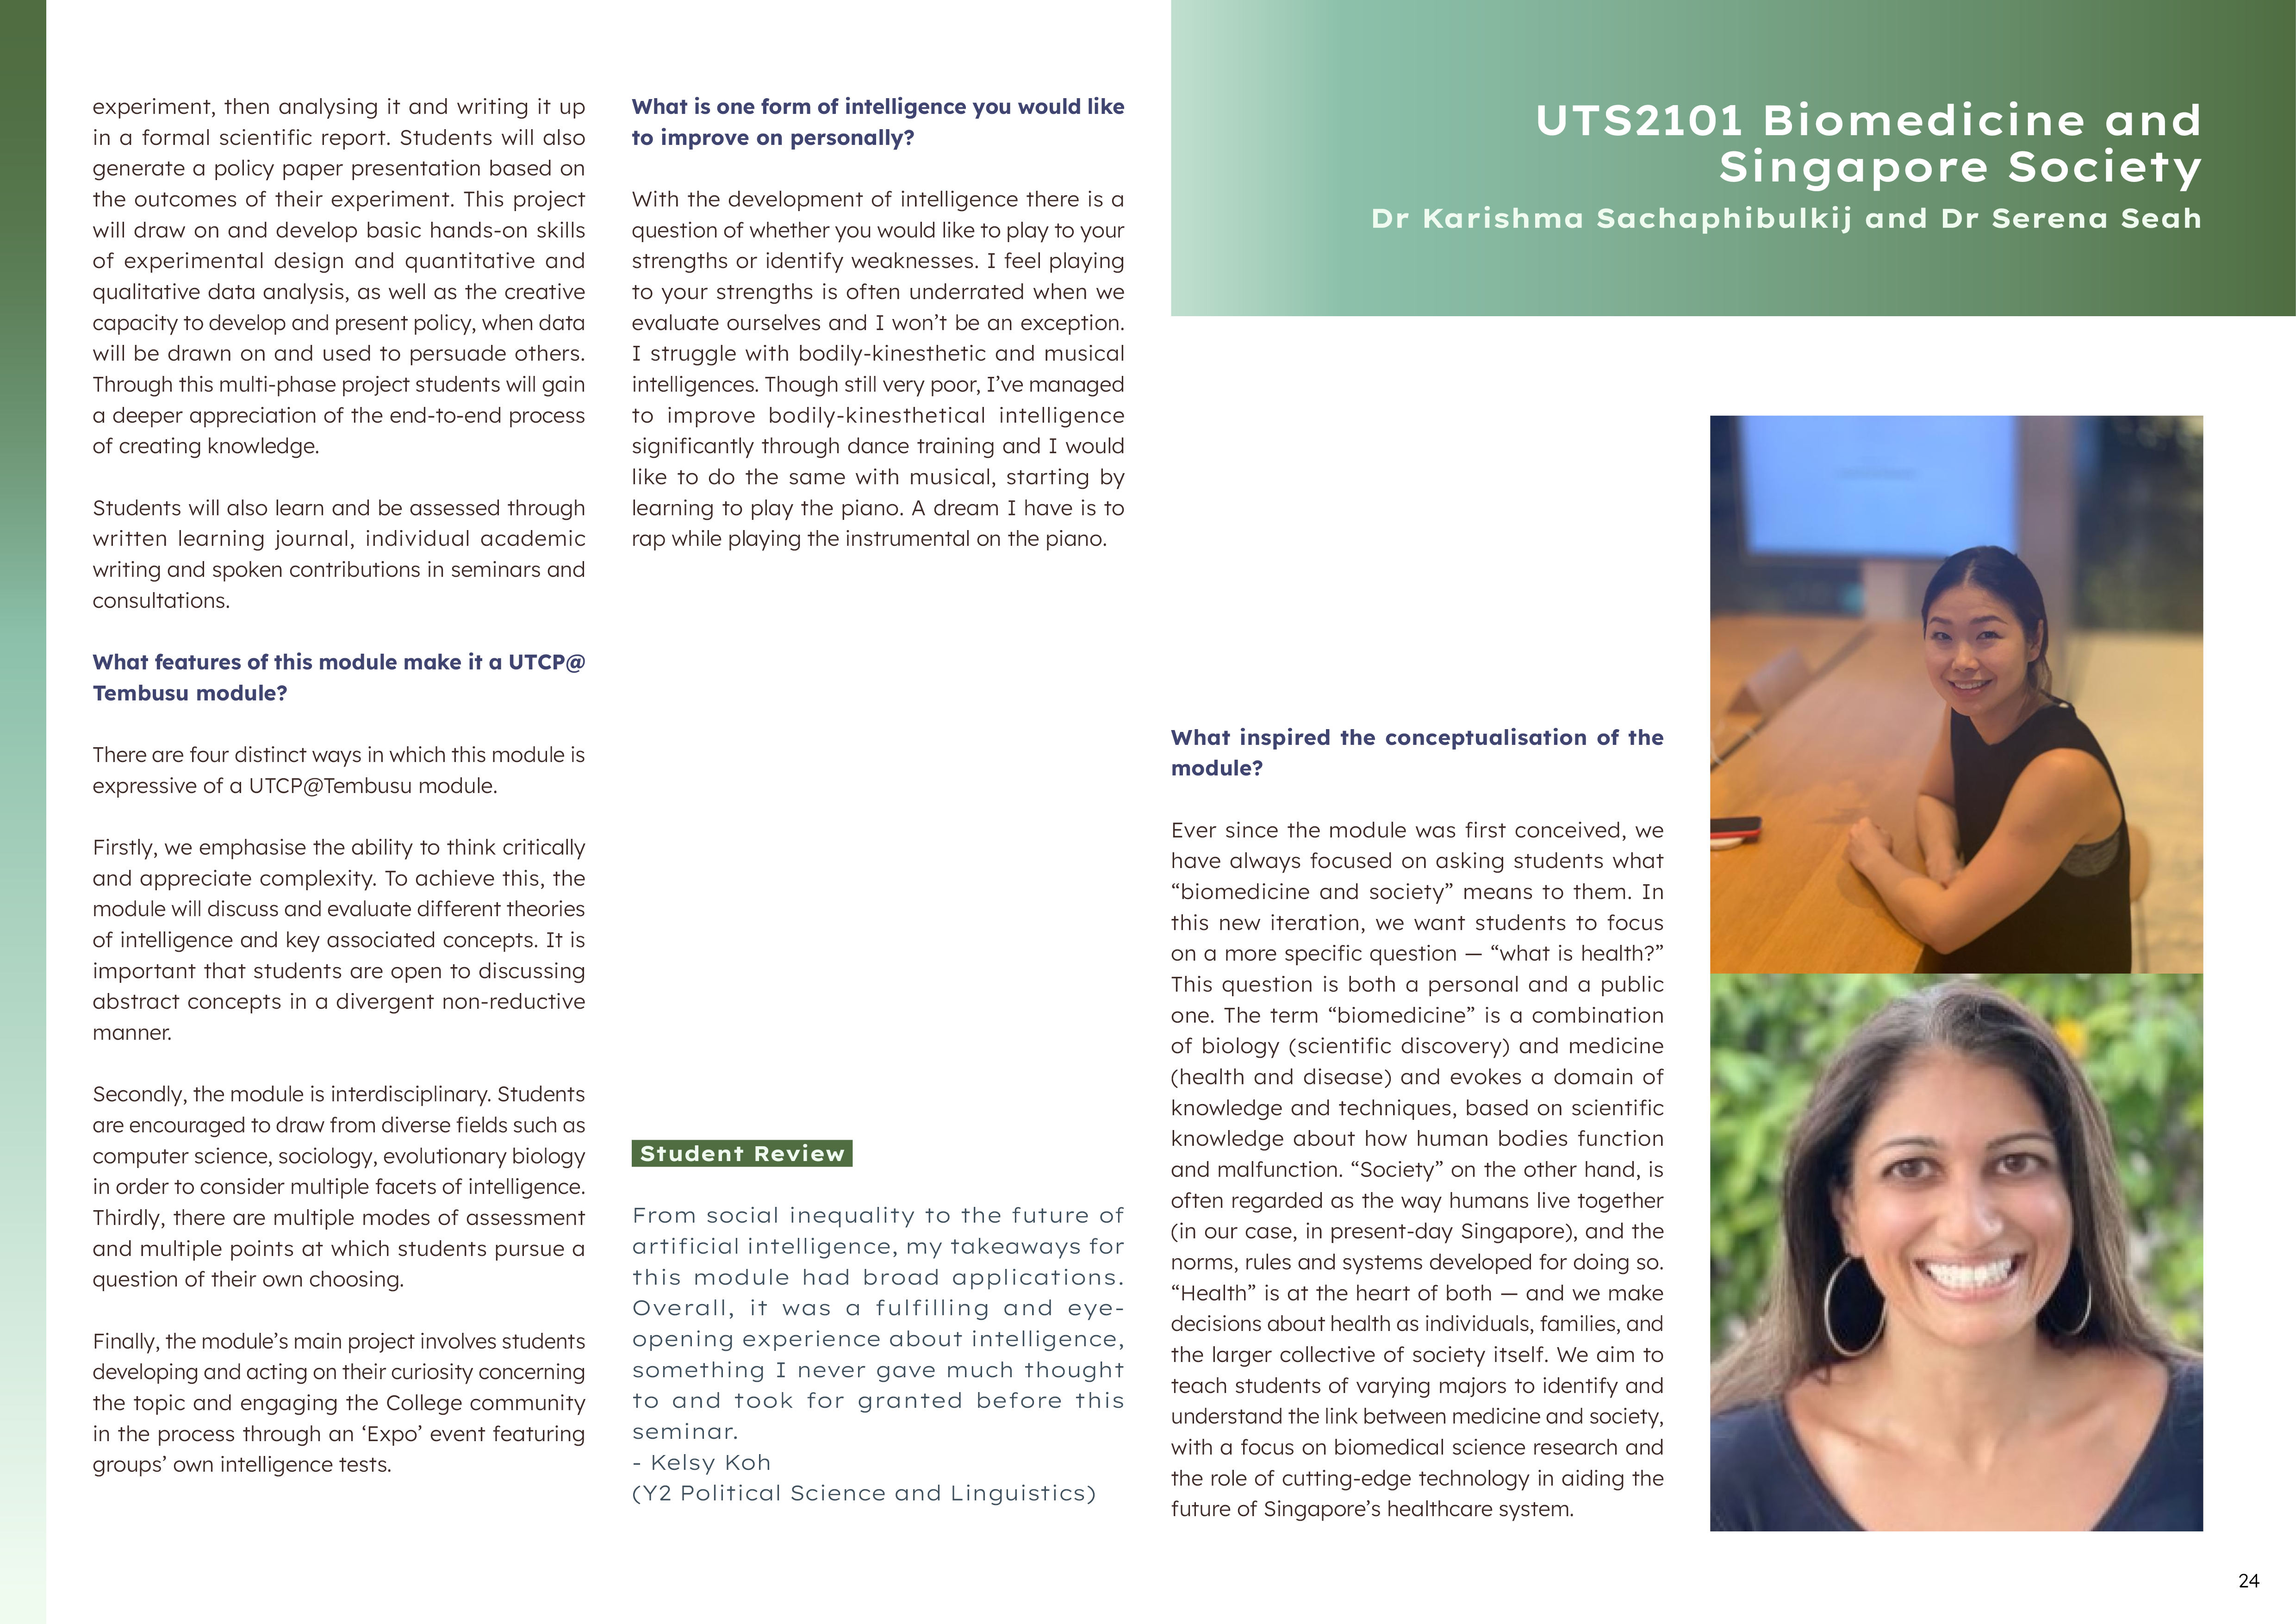 experiment, then analysing it and writing it up
in a formal scientific report. Students will also
generate a policy paper presentation based on
the outcomes of their experiment. This project
will draw on and develop basic hands-on skills
of experimental design and quantitative and
qualitative data analysis, as well as the creative
capacity to develop and present policy, when data
will be drawn on and used to persuade others.
Through this multi-phase project students will gain
a deeper appreciation of the end-to-end process
of creating knowledge.
Students will also learn and be assessed through
written learning journal, individual academic
writing and spoken contributions in seminars and
consultations.
What features of this module make it a UTCP@
Tembusu module?
There are four distinct ways in which this module is
expressive of a UTCP@Tembusu module.
Firstly, we emphasise the ability to think critically
and appreciate complexity. To achieve this, the
module will discuss and evaluate different theories
of intelligence and key associated concepts. It is
important that students are open to discussing
abstract concepts in a divergent non-reductive
manner.
Secondly, the module is interdisciplinary. Students
are encouraged to draw from diverse fields such as
computer science, sociology, evolutionary biology
in order to consider multiple facets of intelligence.
Thirdly, there are multiple modes of assessment
and multiple points at which students pursue a
question of their own choosing.
Finally, the module’s main project involves students
developing and acting on their curiosity concerning
the topic and engaging the College community
in the process through an ‘Expo’ event featuring
groups’ own intelligence tests.
What is one form of intelligence you would like
to improve on personally?
With the development of intelligence there is a
question of whether you would like to play to your
strengths or identify weaknesses. I feel playing
to your strengths is often underrated when we
evaluate ourselves and I won’t be an exception.
I struggle with bodily-kinesthetic and musical
intelligences. Though still very poor, I’ve managed
to improve bodily-kinesthetical intelligence
significantly through dance training and I would
like to do the same with musical, starting by
learning to play the piano. A dream I have is to
rap while playing the instrumental on the piano.
Student Review
From social inequality to the future of
artificial intelligence, my takeaways for
this module had broad applications.
Overall, it was a fulfilling and eye-
opening experience about intelligence,
something I never gave much thought
to and took for granted before this
seminar.
- Kelsy Koh
(Y2 Political Science and Linguistics)
UTS2101 Biomedicine and
Singapore Society
Dr Karishma Sachaphibulkij and Dr Serena Seah
What inspired the conceptualisation of the
module?
Ever since the module was first conceived, we
have always focused on asking students what
“biomedicine and society” means to them. In
this new iteration, we want students to focus
on a more specific question — “what is health?”
This question is both a personal and a public
one. The term “biomedicine” is a combination
of biology (scientific discovery) and medicine
(health and disease) and evokes a domain of
knowledge and techniques, based on scientific
knowledge about how human bodies function
and malfunction. “Society” on the other hand, is
often regarded as the way humans live together
(in our case, in present-day Singapore), and the
norms, rules and systems developed for doing so.
“Health” is at the heart of both — and we make
decisions about health as individuals, families, and
the larger collective of society itself. We aim to
teach students of varying majors to identify and
understand the link between medicine and society,
with a focus on biomedical science research and
the role of cutting-edge technology in aiding the
future of Singapore’s healthcare system.
24